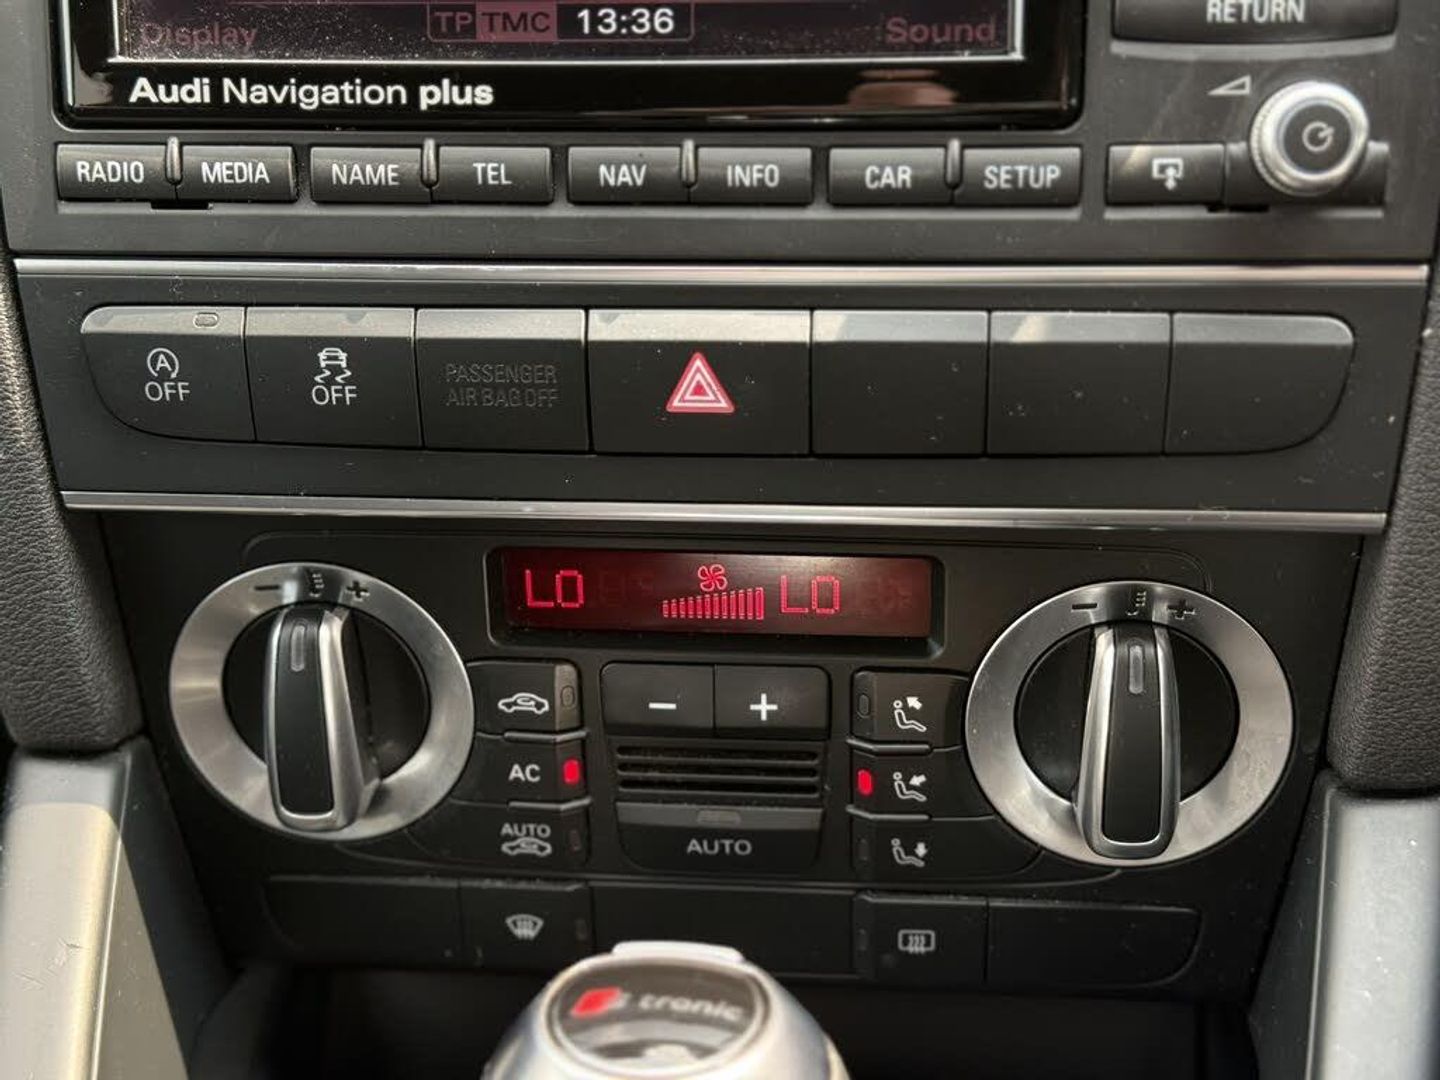 RETURN
Display TP TMC 13:36 Sound
Audi Navigation plus
RADIO MEDIA NAME TEL NAV INFO CAR SETUP
A OFF
OFF
PASSENGER
AIR BAG OFF
- +
- +
LO LO
- +
AC
AUTO
AUTO
S tronic